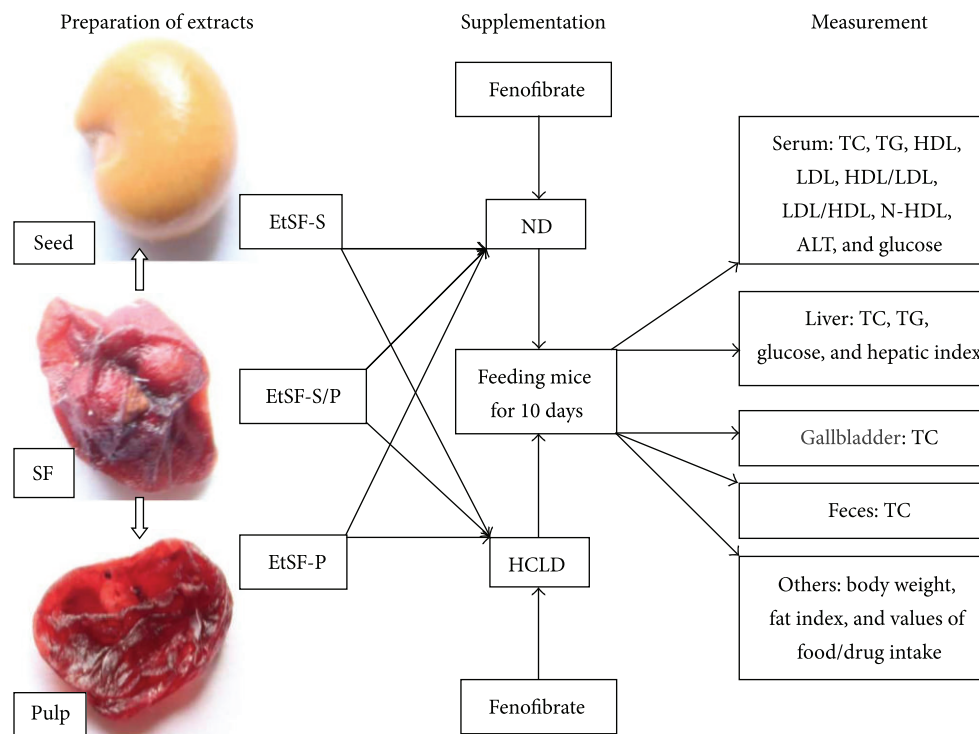 Preparation of extracts
Supplementation
Measurement
Seed
SF
Pulp
EtSF-S
EtSF-S/P
EtSF-P
Fenofibrate
ND
Feeding mice
for 10 days
HCLD
Fenofibrate
Serum: TC, TG, HDL,
LDL, HDL/LDL,
LDL/HDL, N-HDL,
ALT, and glucose
Liver: TC, TG,
glucose, and hepatic index
Gallbladder: TC
Feces: TC
Others: body weight,
fat index, and values of
food/drug intake